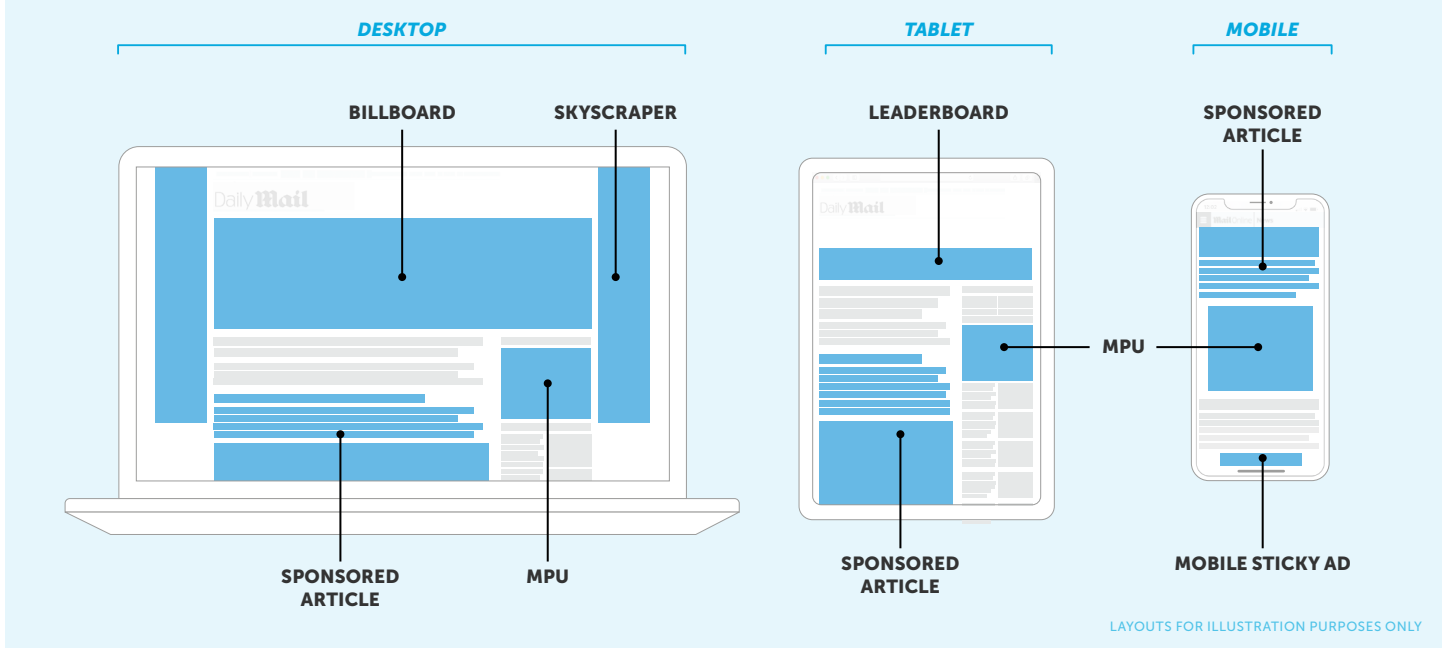 DESKTOP
TABLET
MOBILE
BILLBOARD
SKYSCRAPER
LEADERBOARD
SPONSORED
ARTICLE
Daily Mail
Daily Mail
MailOnline
MPU
SPONSORED
ARTICLE
MPU
SPONSORED
ARTICLE
MOBILE STICKY AD
LAYOUTS FOR ILLUSTRATION PURPOSES ONLY